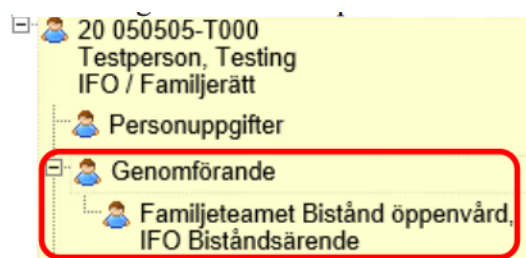 20 050505-T000
Testperson, Testing
IFO / Familjerätt
Personuppgifter
Genomförande
Familjeteamet Bistånd öppenvård,
IFO Biståndsärende